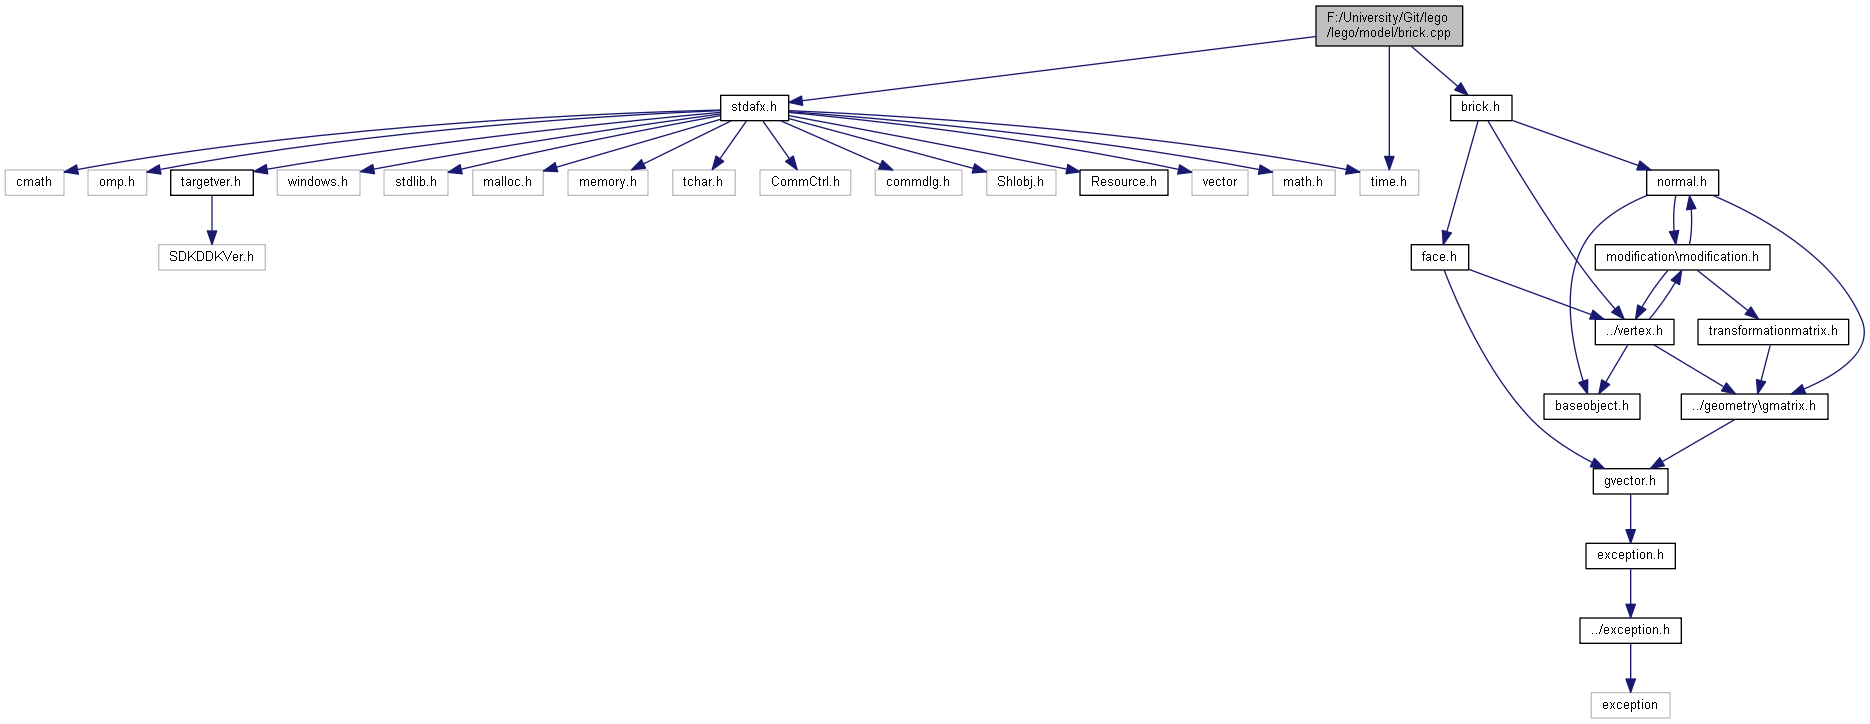 F:/University/Git/lego
/lego/model/brick.cpp
stdafx.h
brick.h
cmath
omp.h
targetver.h
windows.h
stdlib.h
malloc.h
memory.h
tchar.h
CommCtrl.h
commdlg.h
Shlobj.h
Resource.h
vector
math.h
time.h
normal.h
SDKDDKVer.h
face.h
modification\modification.h
../vertex.h
transformationmatrix.h
baseobject.h
../geometry\gmatrix.h
gvector.h
exception.h
../exception.h
exception